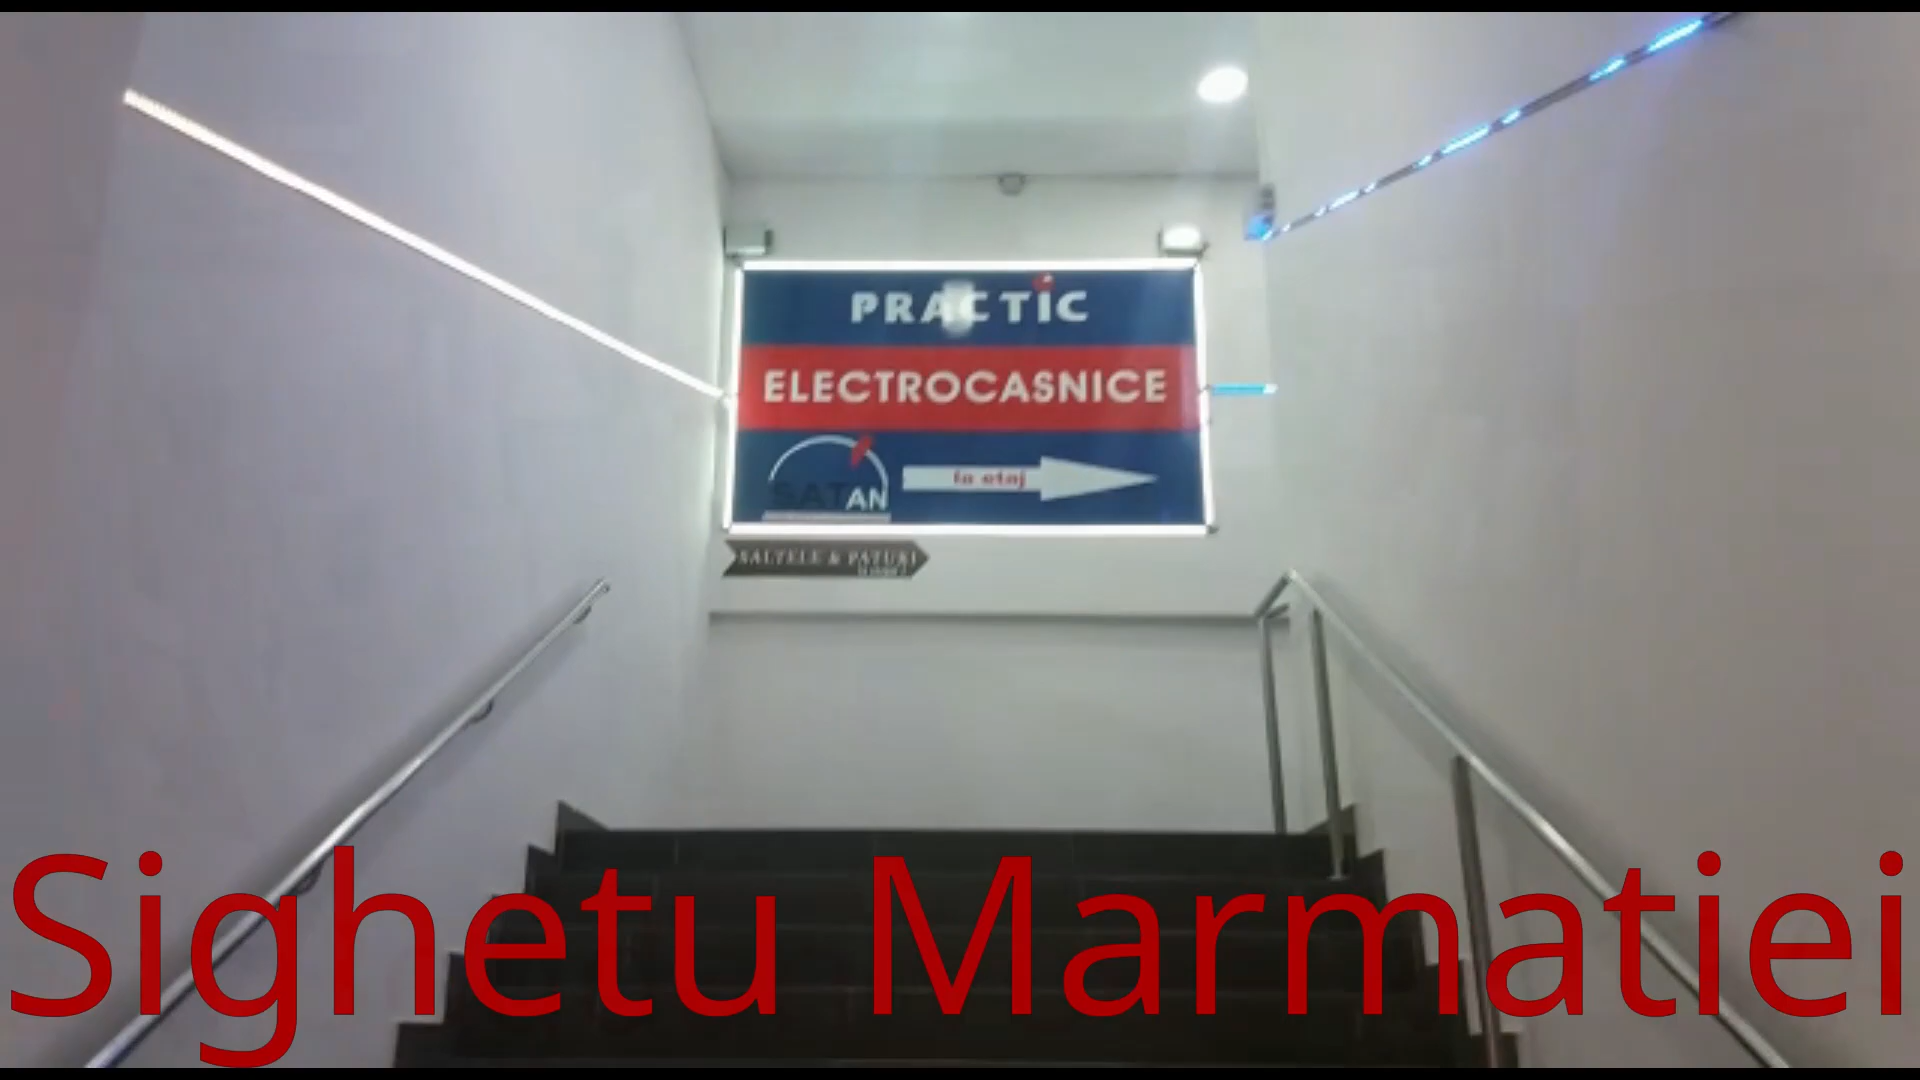 PRACTIC
ELECTROCASNICE
SATAN
la etaj
SALTELE & PATURI
Sighetu Marmatiei